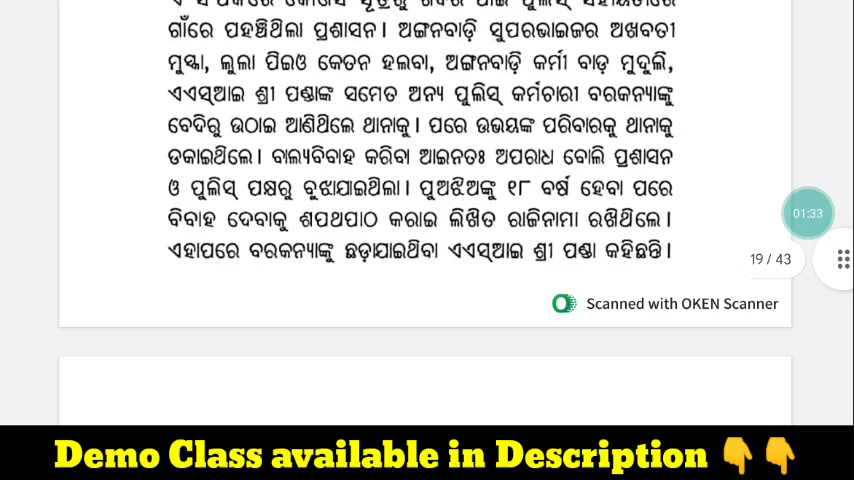 ଗାଁରେ ପହଞ୍ଚିଥିଲା ପ୍ରଶାସନ। ଅଙ୍ଗନବାଡ଼ି ସୁପରଭାଇଜର ଅଖବତୀ
ମୁସ୍କା, ଲୁଲା ପିଇଓ କେତନ ହଲବା, ଅଙ୍ଗନବାଡ଼ି କର୍ମୀ ବାଡ଼ ମୁଦୁଲି,
ଏଏସ୍ଆଇ ଶ୍ରୀ ପଣ୍ଡାଙ୍କ ସମେତ ଅନ୍ୟ ପୁଲିସ୍ କର୍ମଚାରୀ ବରକନ୍ୟାଙ୍କୁ
ବେଦିରୁ ଉଠାଇ ଆଣିଥିଲେ ଥାନାକୁ। ପରେ ଉଭୟଙ୍କ ପରିବାରକୁ ଥାନାକୁ
ଡକାଇଥିଲେ। ବାଲ୍ୟବିବାହ କରିବା ଆଇନତଃ ଅପରାଧ ବୋଲି ପ୍ରଶାସନ
ଓ ପୁଲିସ୍ ପକ୍ଷରୁ ବୁଝାଯାଇଥିଲା। ପୁଅଝିଅଙ୍କୁ ୧୮ ବର୍ଷ ହେବା ପରେ
ବିବାହ ଦେବାକୁ ଶପଥପାଠ କରାଇ ଲିଖିତ ରାଜିନାମା ରଖିଥିଲେ।
ଏହାପରେ ବରକନ୍ୟାଙ୍କୁ ଛଡ଼ାଯାଇଥିବା ଏଏସ୍ଆଇ ଶ୍ରୀ ପଣ୍ଡା କହିଛନ୍ତି।
01:33
19 / 43
Scanned with OKEN Scanner
Demo Class available in Description 👇👇